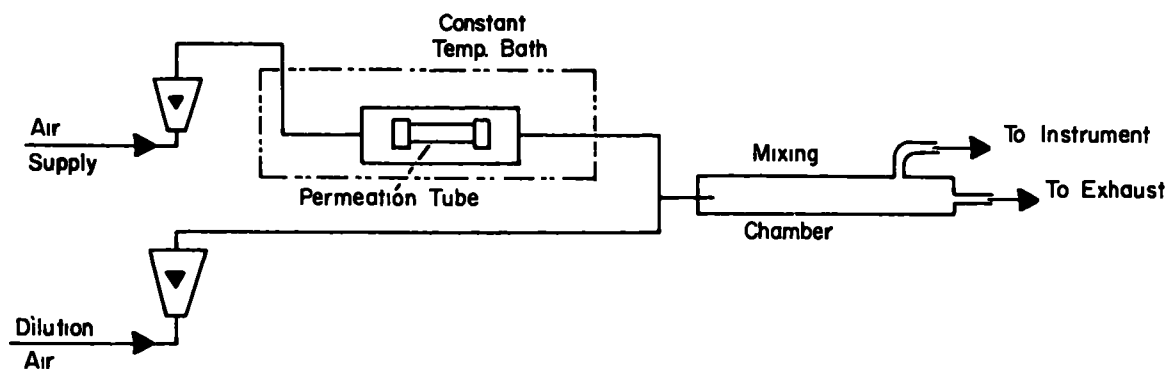 Constant
Temp. Bath
Air
Supply
Permeation Tube
Mixing
Chamber
To Instrument
To Exhaust
Dilution
Air